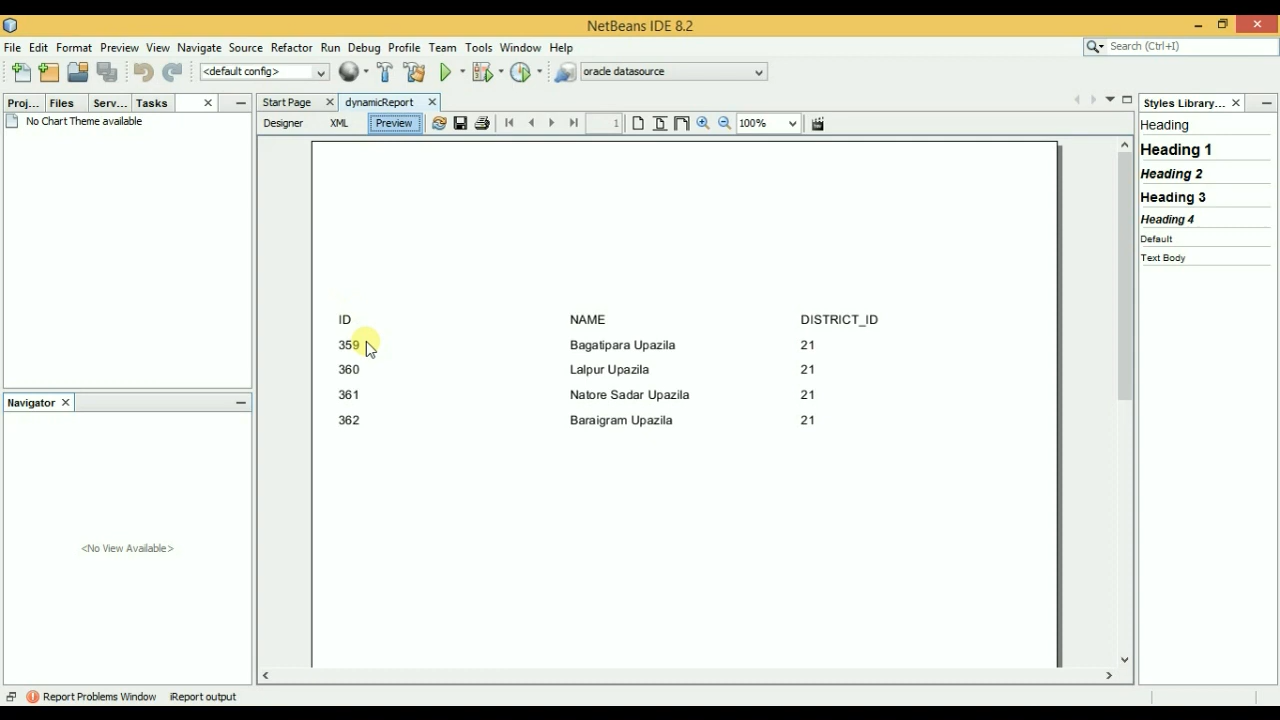 NetBeans IDE 8.2
File Edit Format Preview View Navigate Source Refactor Run Debug Profile Team Tools Window Help
Search (Ctrl+I)
<default config>
oracle datasource
Proj... Files Serv... Tasks
Start Page dynamicReport
Styles Library...
No Chart Theme available
Designer XML Preview 1 100%
Heading
Heading 1
Heading 2
Heading 3
Heading 4
Default
Text Body
ID NAME DISTRICT_ID
359 Bagatipara Upazila 21
360 Lalpur Upazila 21
361 Natore Sadar Upazila 21
362 Baraigram Upazila 21
Navigator
<No View Available>
Report Problems Window iReport output